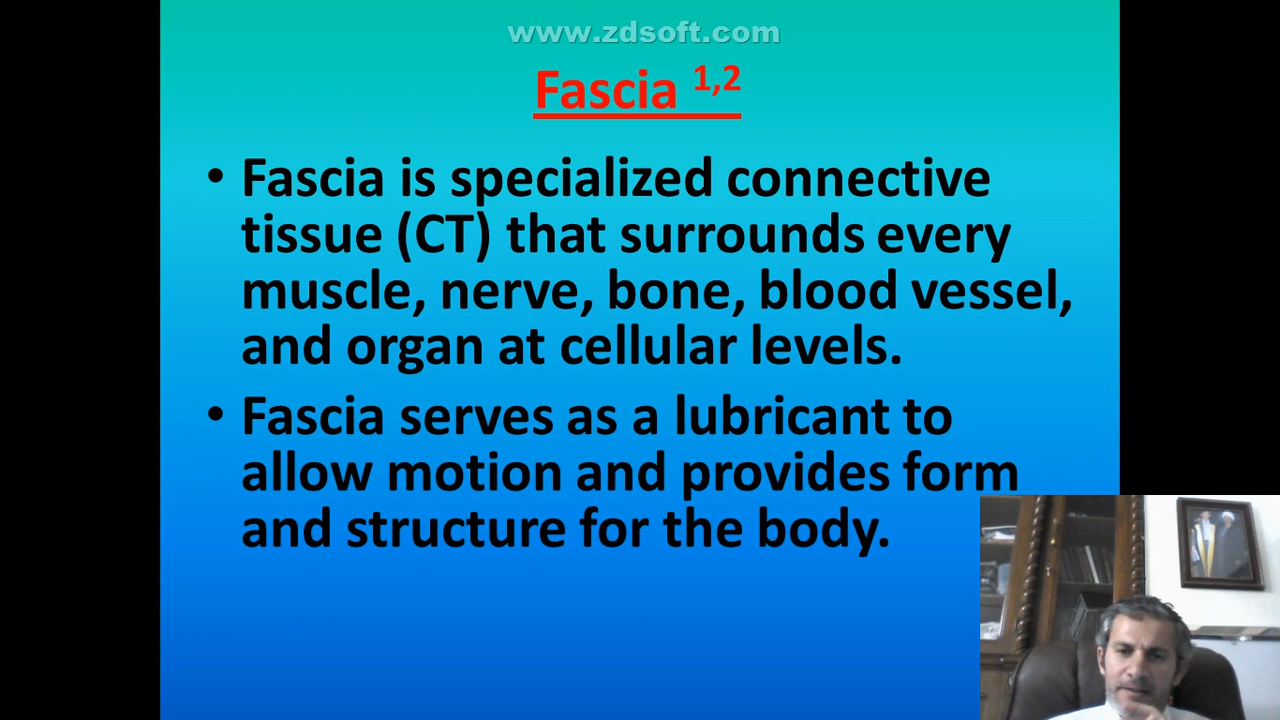 www.zdsoft.com
Fascia 1,2
• Fascia is specialized connective
tissue (CT) that surrounds every
muscle, nerve, bone, blood vessel,
and organ at cellular levels.
• Fascia serves as a lubricant to
allow motion and provides form
and structure for the body.